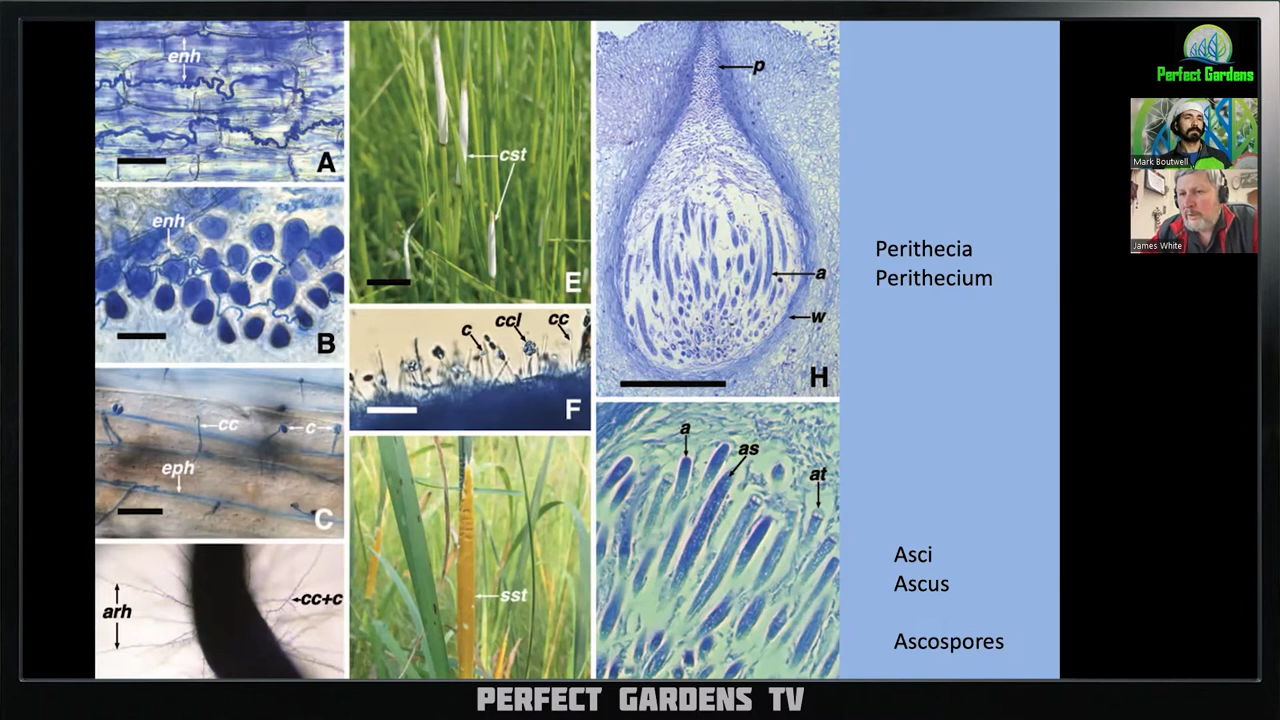 enh
A
enh
B
cc
c
eph
C
arh
cc+c
cst
E
c
ccl
cc
F
sst
p
a
w
H
a
as
at
Perithecia
Perithecium
Asci
Ascus
Ascospores
Perfect Gardens
Mark Boutwell
James White
PERFECT GARDENS TV